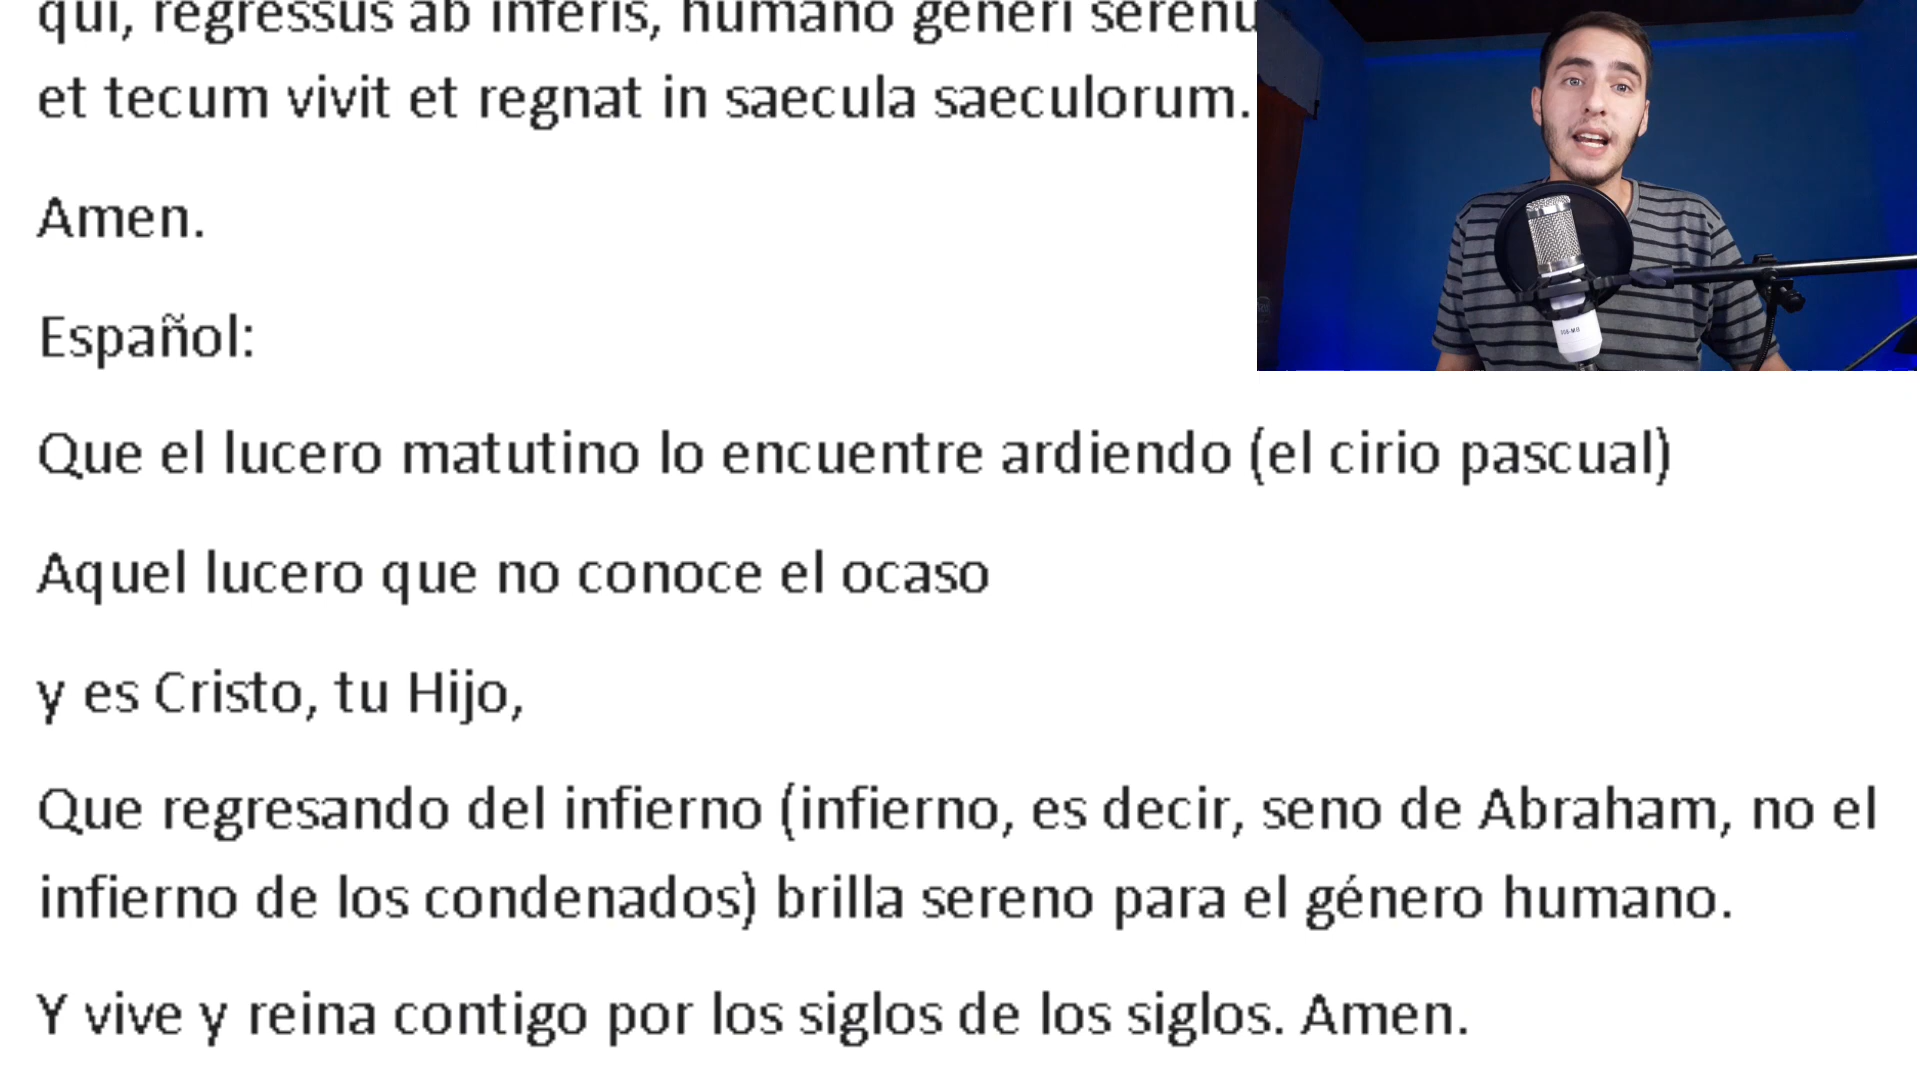 qui, regressus ab inferis, humano generi
et tecum vivit et regnat in saecula saeculorum.
Amen.
Español:
Que el lucero matutino lo encuentre ardiendo (el cirio pascual)
Aquel lucero que no conoce el ocaso
y es Cristo, tu Hijo,
Que regresando del infierno (infierno, es decir, seno de Abraham, no el
infierno de los condenados) brilla sereno para el género humano.
Y vive y reina contigo por los siglos de los siglos. Amen.